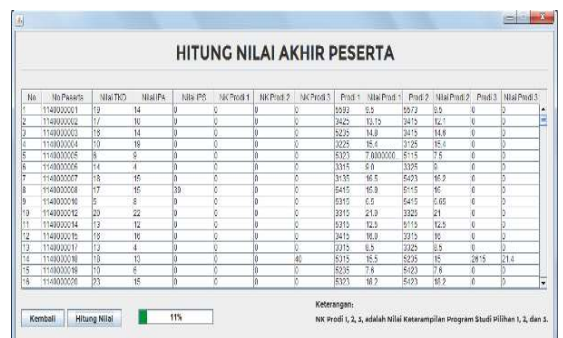 HITUNG NILAI AKHIR PESERTA
No No Peserta Nilai TKD Nilai IPA Nilai IPS NK Prodi 1 NK Prodi 2 NK Prodi 3 Prodi 1 Nilai Prodi 1 Prodi 2 Nilai Prodi 2 Prodi 3 Nilai Prodi 3
1 1140000001 19 14 0 0 0 0 5593 9.5 5573 9.5 0 0
2 1140000002 17 10 0 0 0 0 3425 13.15 3415 12.1 0 0
3 1140000003 16 14 0 0 0 0 5235 14.8 3415 14.6 0 0
4 1140000004 10 19 0 0 0 0 3225 15.4 3125 15.4 0 0
5 1140000005 6 9 0 0 0 0 5323 7.8000000 5115 7.5 0 0
6 1140000006 14 4 0 0 0 0 3315 9.0 3325 9 0 0
7 1140000007 18 15 0 0 0 0 3135 16.5 5423 16.2 0 0
8 1140000008 17 15 39 0 0 0 5415 15.8 5115 16 0 0
9 1140000010 5 8 0 0 0 0 5315 6.5 5415 6.65 0 0
10 1140000012 20 22 0 0 0 0 3315 21.0 3325 21 0 0
11 1140000014 13 12 0 0 0 0 5315 12.5 5115 12.5 0 0
12 1140000015 16 16 0 0 0 0 3415 16.0 3315 16 0 0
13 1140000017 13 4 0 0 0 0 3315 8.5 3325 8.5 0 0
14 1140000018 18 13 0 0 0 40 5315 15.5 5235 15 2615 21.4
15 1140000019 10 6 0 0 0 0 5235 7.6 5423 7.6 0 0
16 1140000020 23 15 0 0 0 0 5323 18.2 5423 18.2 0 0
Kembali Hitung Nilai 11%
Keterangan:
NK Prodi 1, 2, 3, adalah Nilai Keterampilan Program Studi Pilihan 1, 2, dan 3.